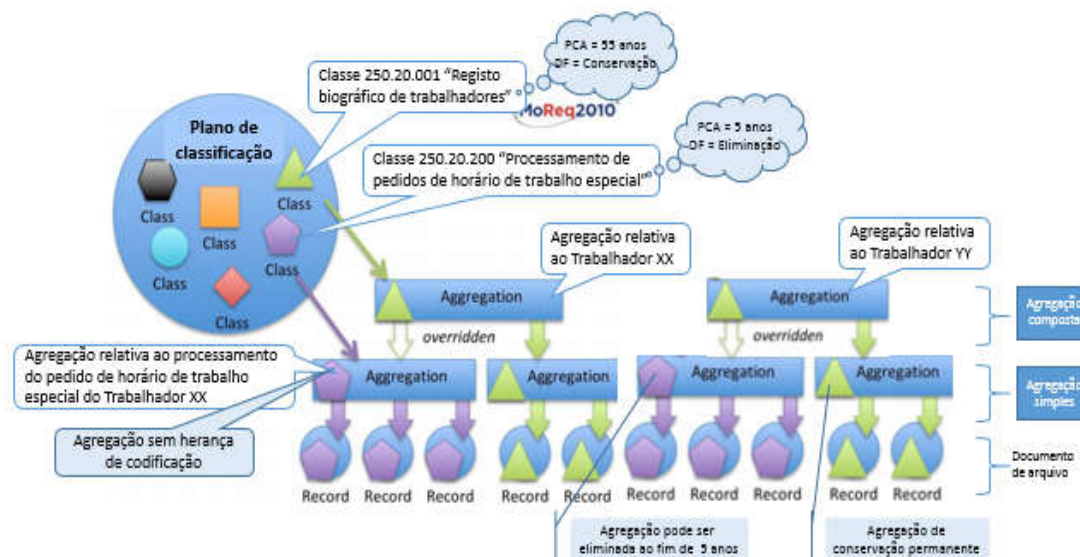 PCA = 55 anos
DF = Conservação
Classe 250.20.001 "Registo
biográfico de trabalhadores"
MoReq2010
PCA = 5 anos
DF = Eliminação
Plano de
classificação
Classe 250.20.200 "Processamento de
pedidos de horário de trabalho especial"
Class
Class
Class
Class
Class
Class
Agregação relativa
ao Trabalhador XX
Agregação relativa
ao Trabalhador YY
Aggregation
Aggregation
Agregação
composta
overridden
overridden
Agregação relativa ao processamento
do pedido de horário de trabalho
especial do Trabalhador XX
Aggregation
Aggregation
Aggregation
Aggregation
Agregação
simples
Agregação sem herança
de codificação
Documento
de arquivo
Record
Record
Record
Record
Record
Record
Record
Record
Record
Record
Agregação pode ser
eliminada ao fim de 5 anos
Agregação de
conservação permanente